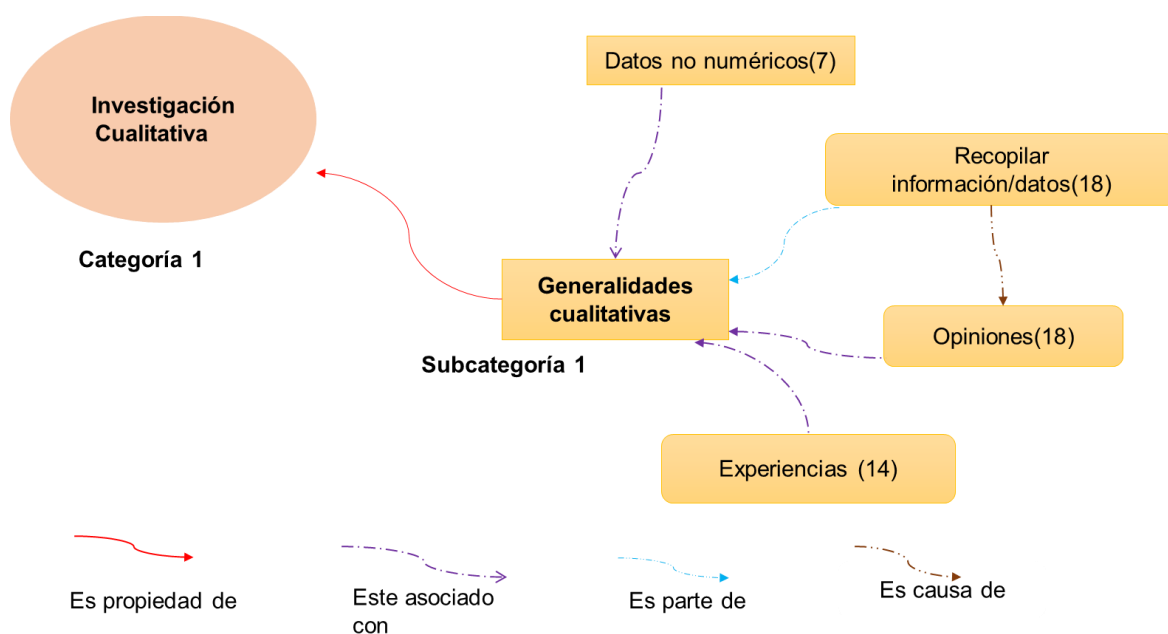 Investigación
Cualitativa
Datos no numéricos(7)
Recopilar
información/datos(18)
Categoría 1
Generalidades
cualitativas
Opiniones(18)
Subcategoría 1
Experiencias (14)
Es propiedad de
Este asociado
con
Es parte de
Es causa de